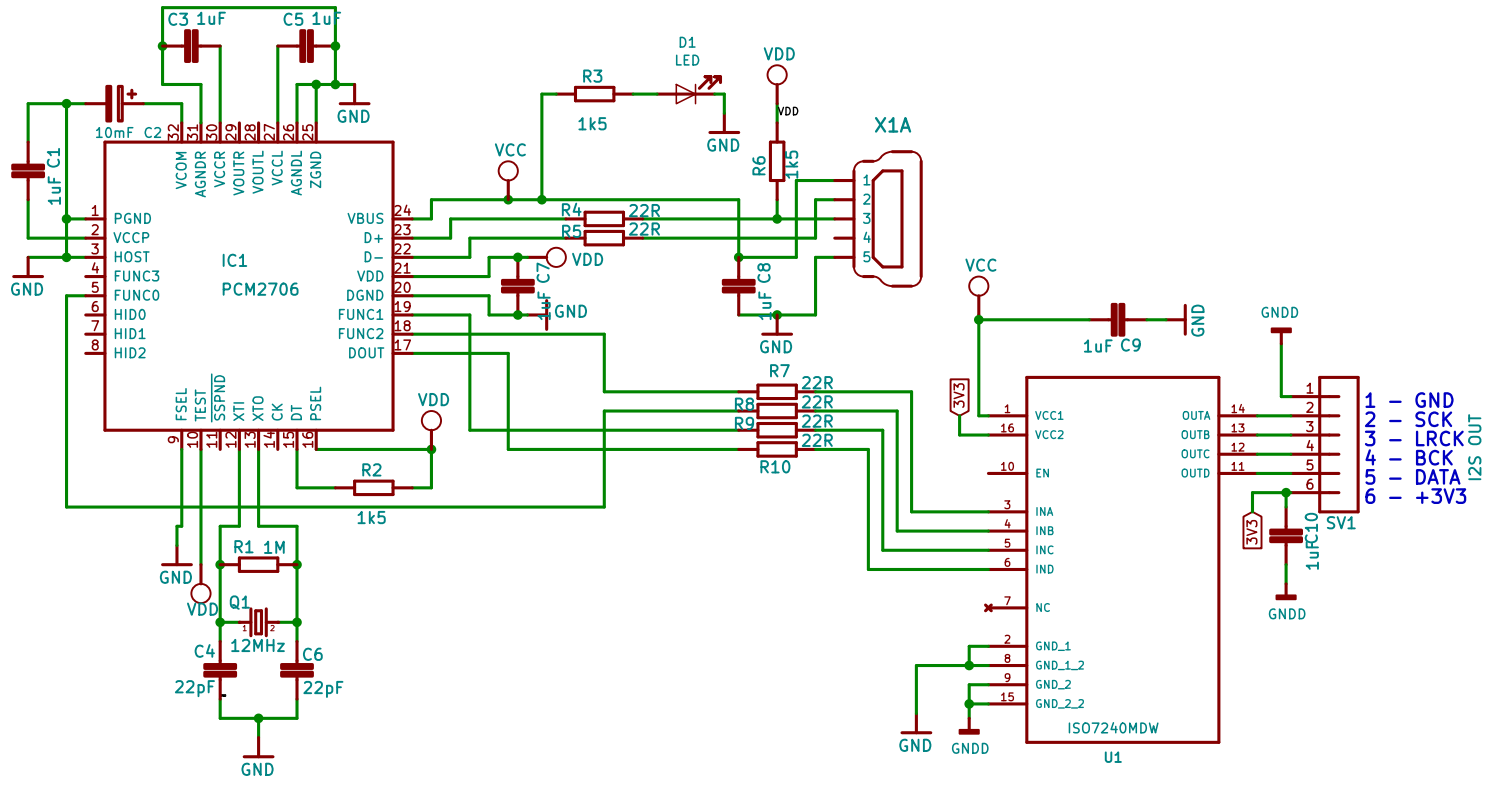 C3 1uF
C5 1uF
GND
10mF C2
1uF C1
GND
32 31 30 29 28 27 26 25
VCOM AGNDR VCCR VOUTR VOUTL VCCL AGNDL ZGND
1 PGND
2 VCCP
3 HOST
4 FUNC3
5 FUNC0
6 HID0
7 HID1
8 HID2
IC1
PCM2706
VBUS 24
D+ 23
D- 22
VDD 21
DGND 20
FUNC1 19
FUNC2 18
DOUT 17
FSEL TEST SSPND XTI XTO CK DT PSEL
9 10 11 12 13 14 15 16
VDD
R2
1k5
GND
VDD
R1 1M
Q1
1 2
12MHz
C4
22pF
-
C6
22pF
GND
D1
LED
R3
1k5
GND
VCC
VDD
VDD
R6
1k5
X1A
1
2
3
4
5
R4 22R
R5 22R
VDD
1uF C7
GND
1uF C8
GND
R7 22R
R8 22R
R9 22R
R10 22R
VCC
1uF C9
GND
3V3
1 VCC1
16 VCC2
10 EN
3 INA
4 INB
5 INC
6 IND
7 NC
2 GND_1
8 GND_1_2
9 GND_2
15 GND_2_2
OUTA 14
OUTB 13
OUTC 12
OUTD 11
ISO7240MDW
U1
GND
GNDD
GNDD
1
2
3
4
5
6
SV1
1 - GND
2 - SCK
3 - LRCK
4 - BCK
5 - DATA
6 - +3V3
I2S OUT
3V3
1uF C10
GNDD